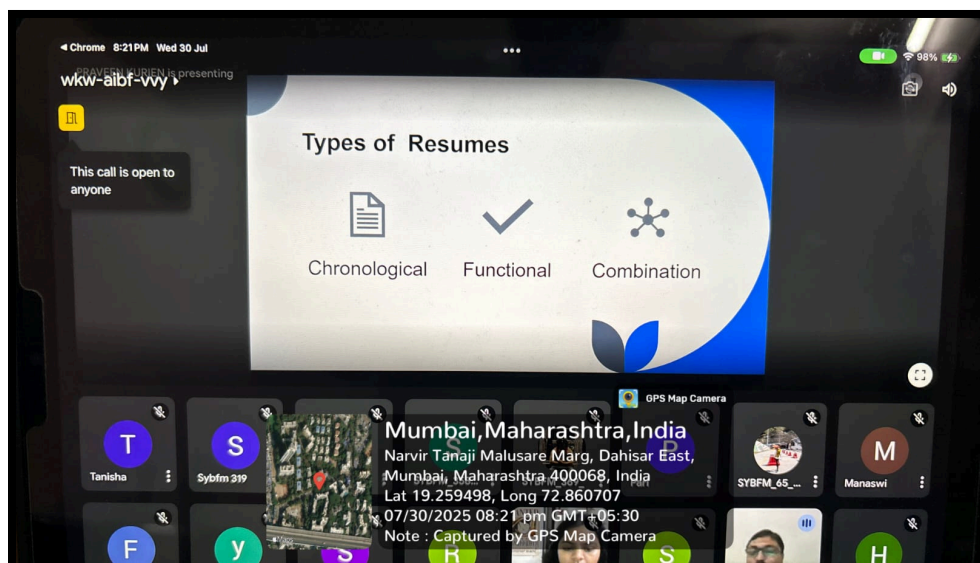 Chrome 8:21PM Wed 30 Jul
98%
PRAVEEN KURIEN is presenting
wkw-aibf-vvy
This call is open to
anyone
Types of Resumes
Chronological Functional Combination
GPS Map Camera
T
Tanisha
S
Sybfm 319
S
P
SYBFM_65_...
M
Manaswi
Mumbai,Maharashtra,India
Narvir Tanaji Malusare Marg, Dahisar East,
Mumbai, Maharashtra 400068, India
Lat 19.259498, Long 72.860707
07/30/2025 08:21 pm GMT+05:30
Note : Captured by GPS Map Camera
F
y
S
R
S
H